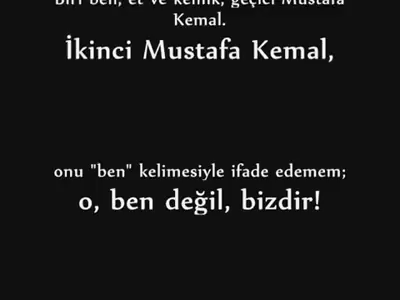 Biri ben, et ve kemik, geçici Mustafa
Kemal.
İkinci Mustafa Kemal,
onu "ben" kelimesiyle ifade edemem;
o, ben değil, bizdir!